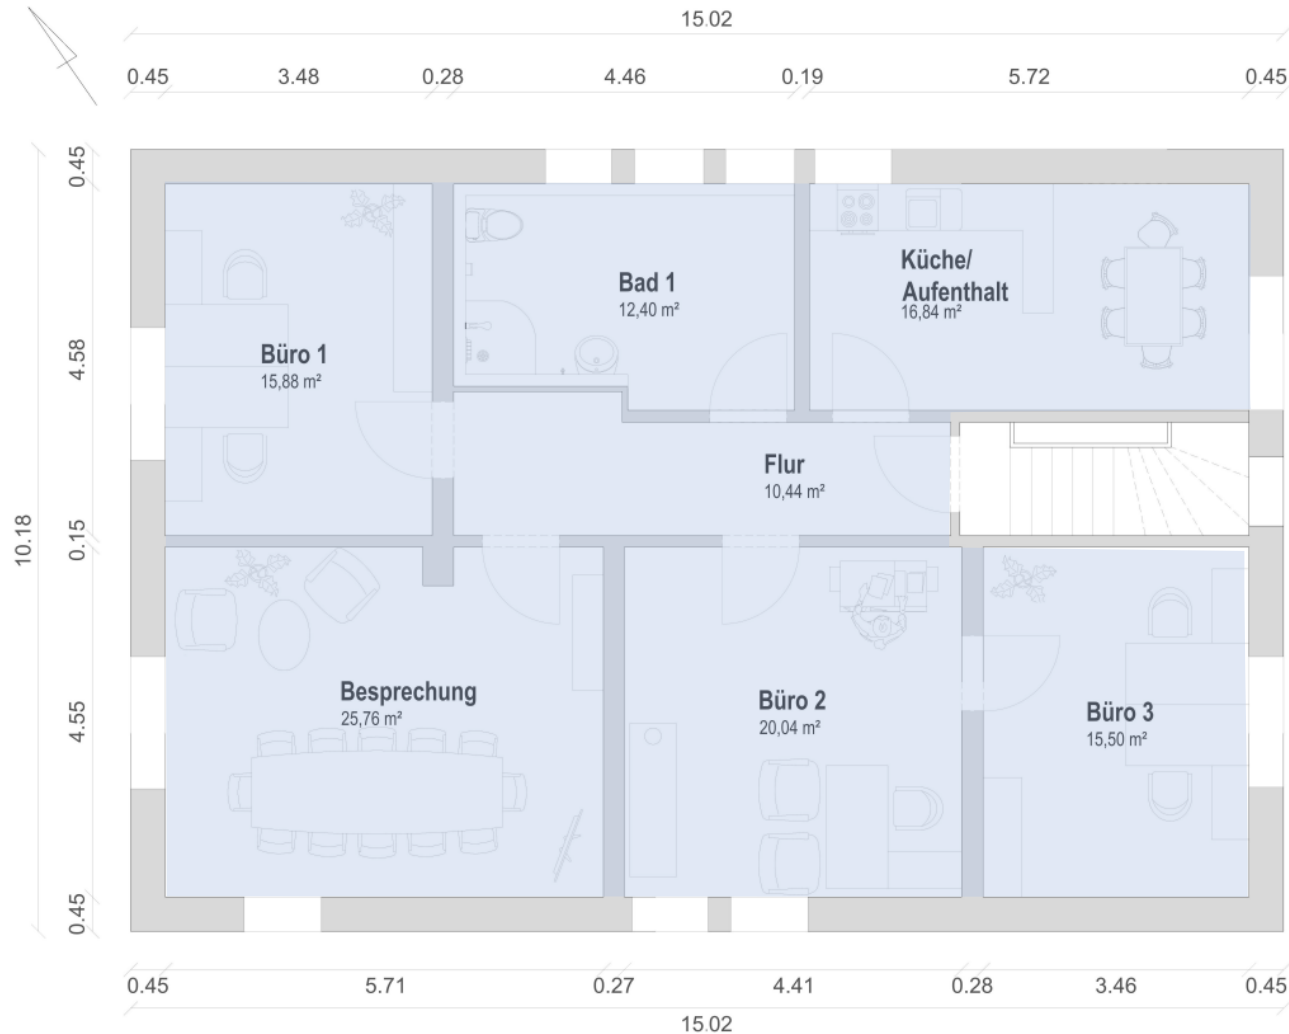 15.02
0.45 3.48 0.28 4.46 0.19 5.72 0.45
0.45
4.58
0.15
10.18
4.55
0.45
Büro 1
15,88 m²
Bad 1
12,40 m²
Küche/
Aufenthalt
16,84 m²
Flur
10,44 m²
Besprechung
25,76 m²
Büro 2
20,04 m²
Büro 3
15,50 m²
0.45 5.71 0.27 4.41 0.28 3.46 0.45
15.02